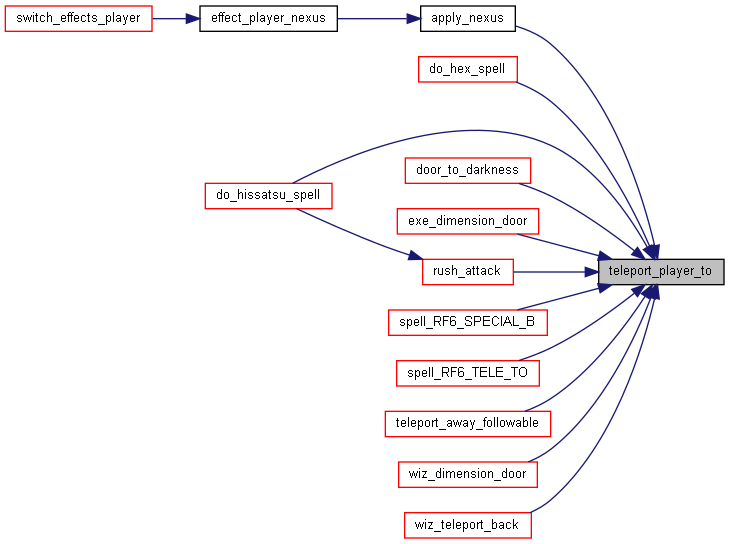 switch_effects_player
effect_player_nexus
apply_nexus
do_hex_spell
door_to_darkness
do_hissatsu_spell
exe_dimension_door
rush_attack
teleport_player_to
spell_RF6_SPECIAL_B
spell_RF6_TELE_TO
teleport_away_followable
wiz_dimension_door
wiz_teleport_back